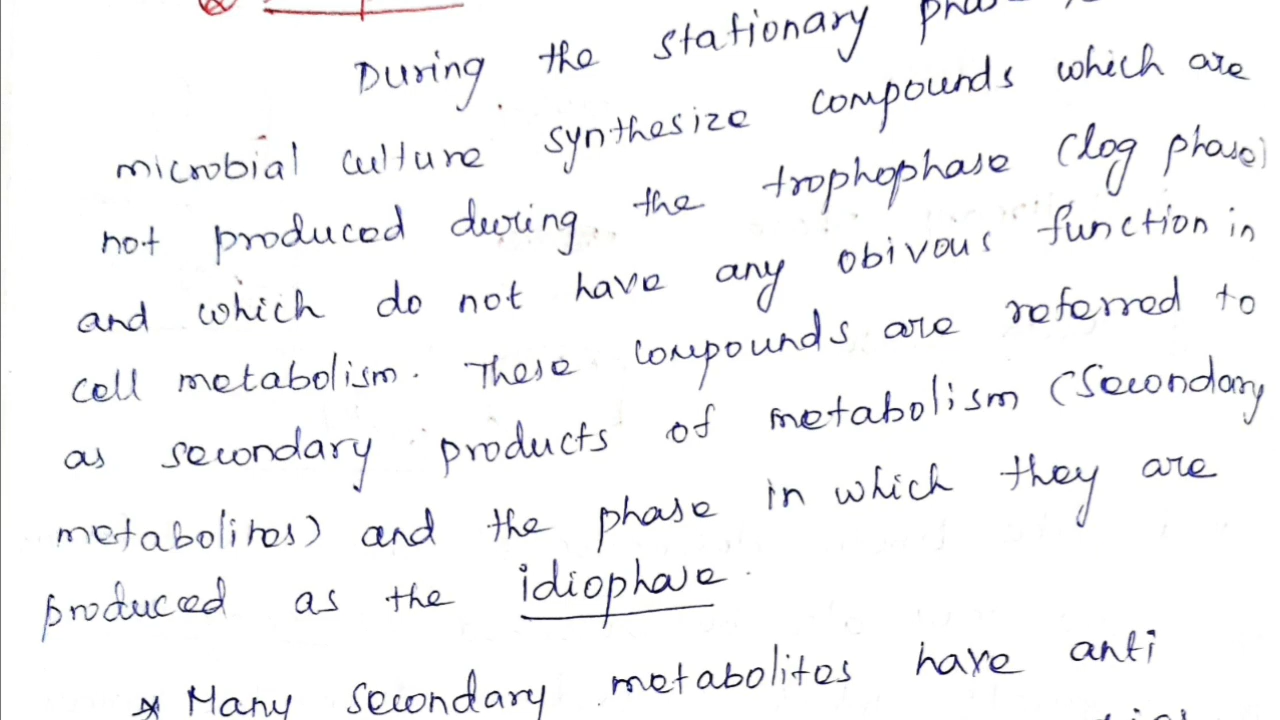 During the stationary
microbial culture synthesize compounds which are
not produced during the trophophase (log phase)
and which do not have any obivous function in
cell metabolism. These compounds are referred to
as secondary products of metabolism (Secondary
metabolites) and the phase in which they are
produced as the idiophase.
* Many secondary metabolites have anti